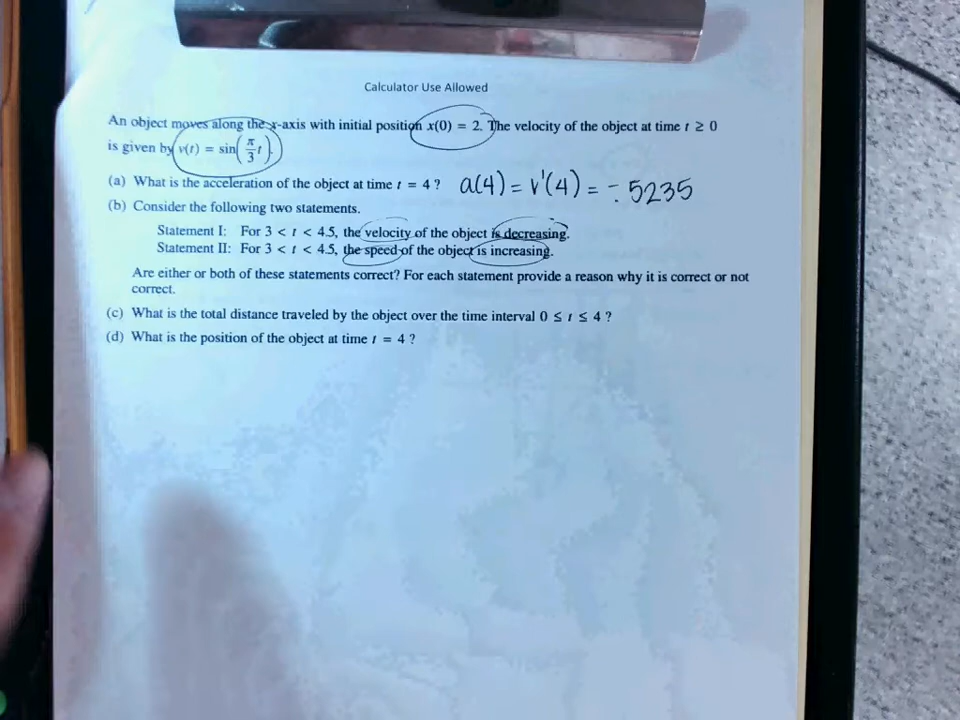 Calculator Use Allowed
An object moves along the x-axis with initial position x(0) = 2. The velocity of the object at time t ≥ 0
is given by v(t) = sin(π/3 t).
(a) What is the acceleration of the object at time t = 4 ? a(4) = v'(4) = -.5235
(b) Consider the following two statements.
Statement I: For 3 < t < 4.5, the velocity of the object is decreasing.
Statement II: For 3 < t < 4.5, the speed of the object is increasing.
Are either or both of these statements correct? For each statement provide a reason why it is correct or not
correct.
(c) What is the total distance traveled by the object over the time interval 0 ≤ t ≤ 4 ?
(d) What is the position of the object at time t = 4 ?